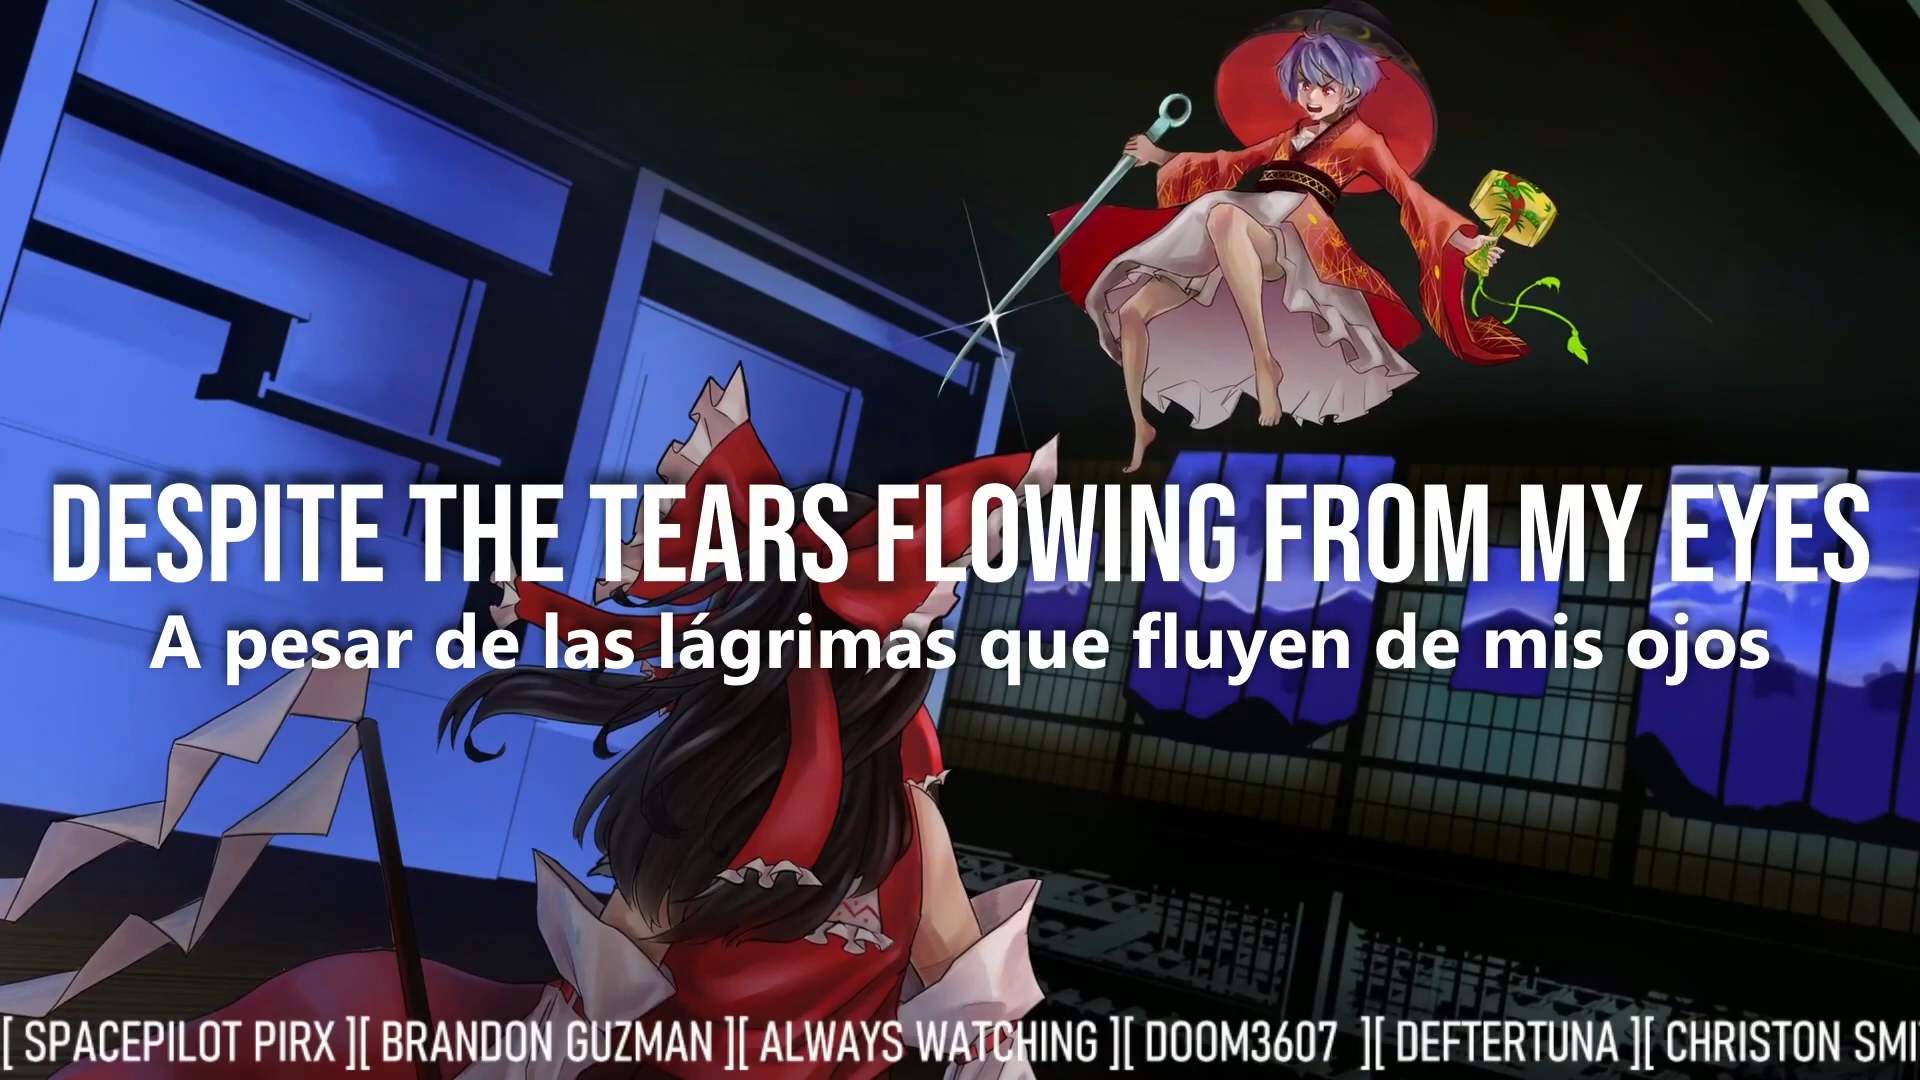 DESPITE THE TEARS FLOWING FROM MY EYES
A pesar de las lágrimas que fluyen de mis ojos
[ SPACEPILOT PIRX ][ BRANDON GUZMAN ][ ALWAYS WATCHING ][ DOOM3607 ][ DEFTERTUNA ][ CHRISTON SMI